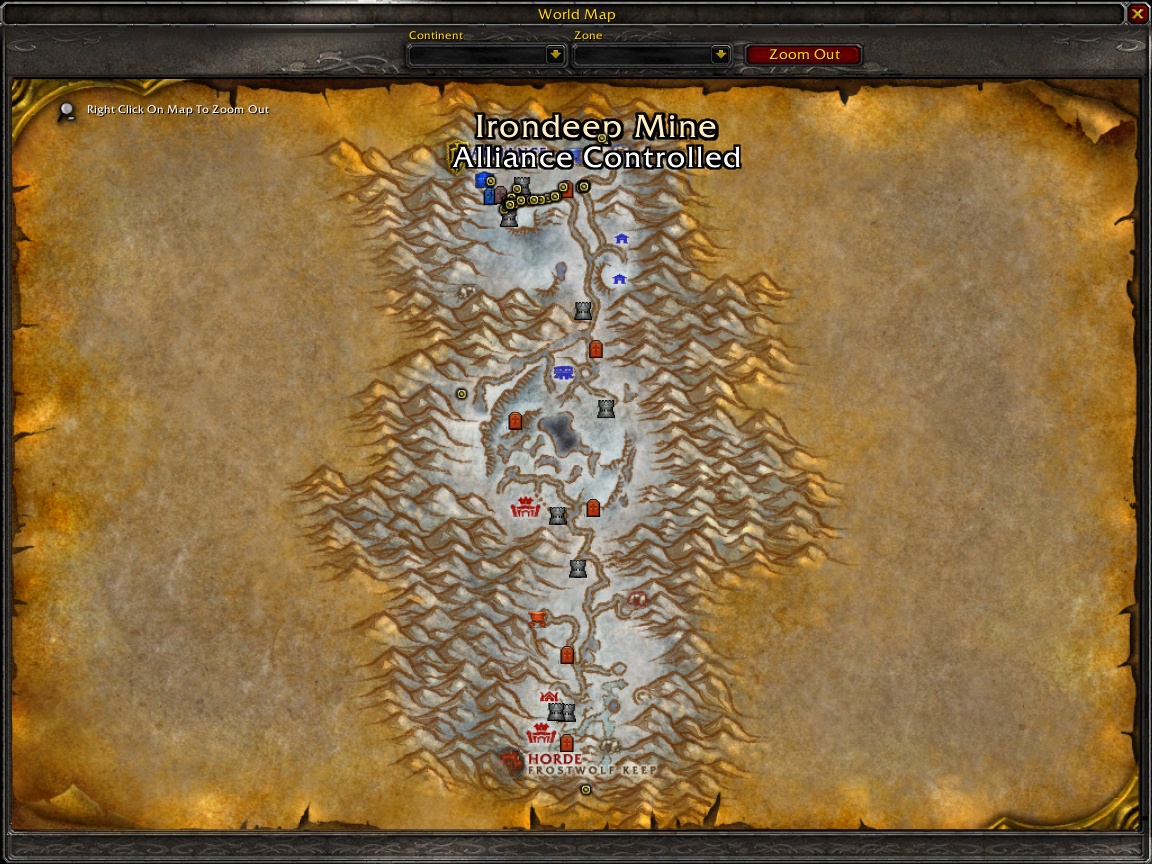 World Map
Continent
Zone
Zoom Out
Right Click On Map To Zoom Out
Irondeep Mine
Alliance Controlled
HORDE
FROSTWOLF KEEP